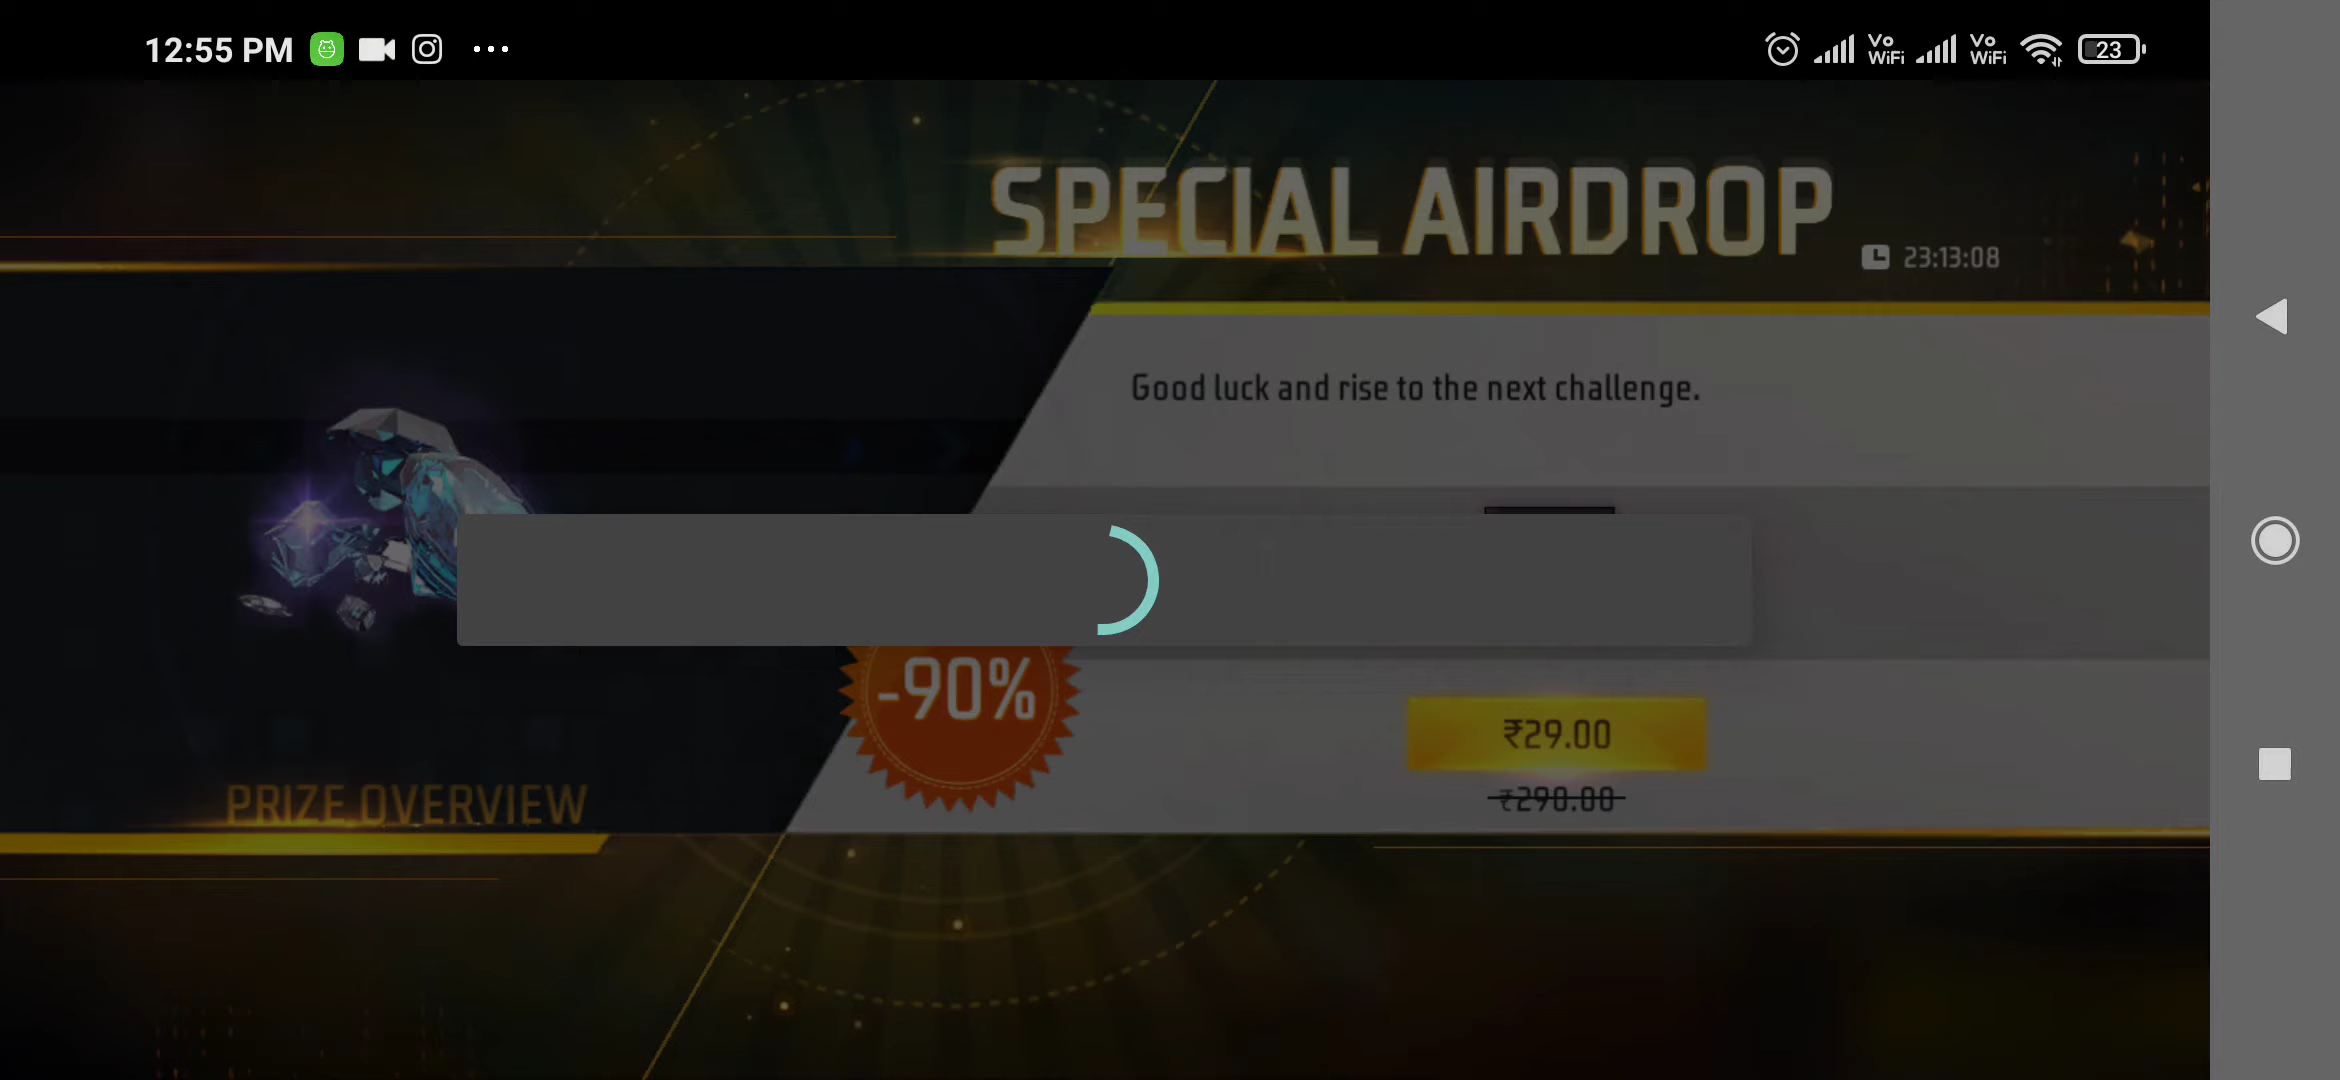 12:55 PM
Vo WiFi
Vo WiFi
23
SPECIAL AIRDROP
23:13:08
Good luck and rise to the next challenge.
-90%
₹29.00
₹290.00
PRIZE OVERVIEW